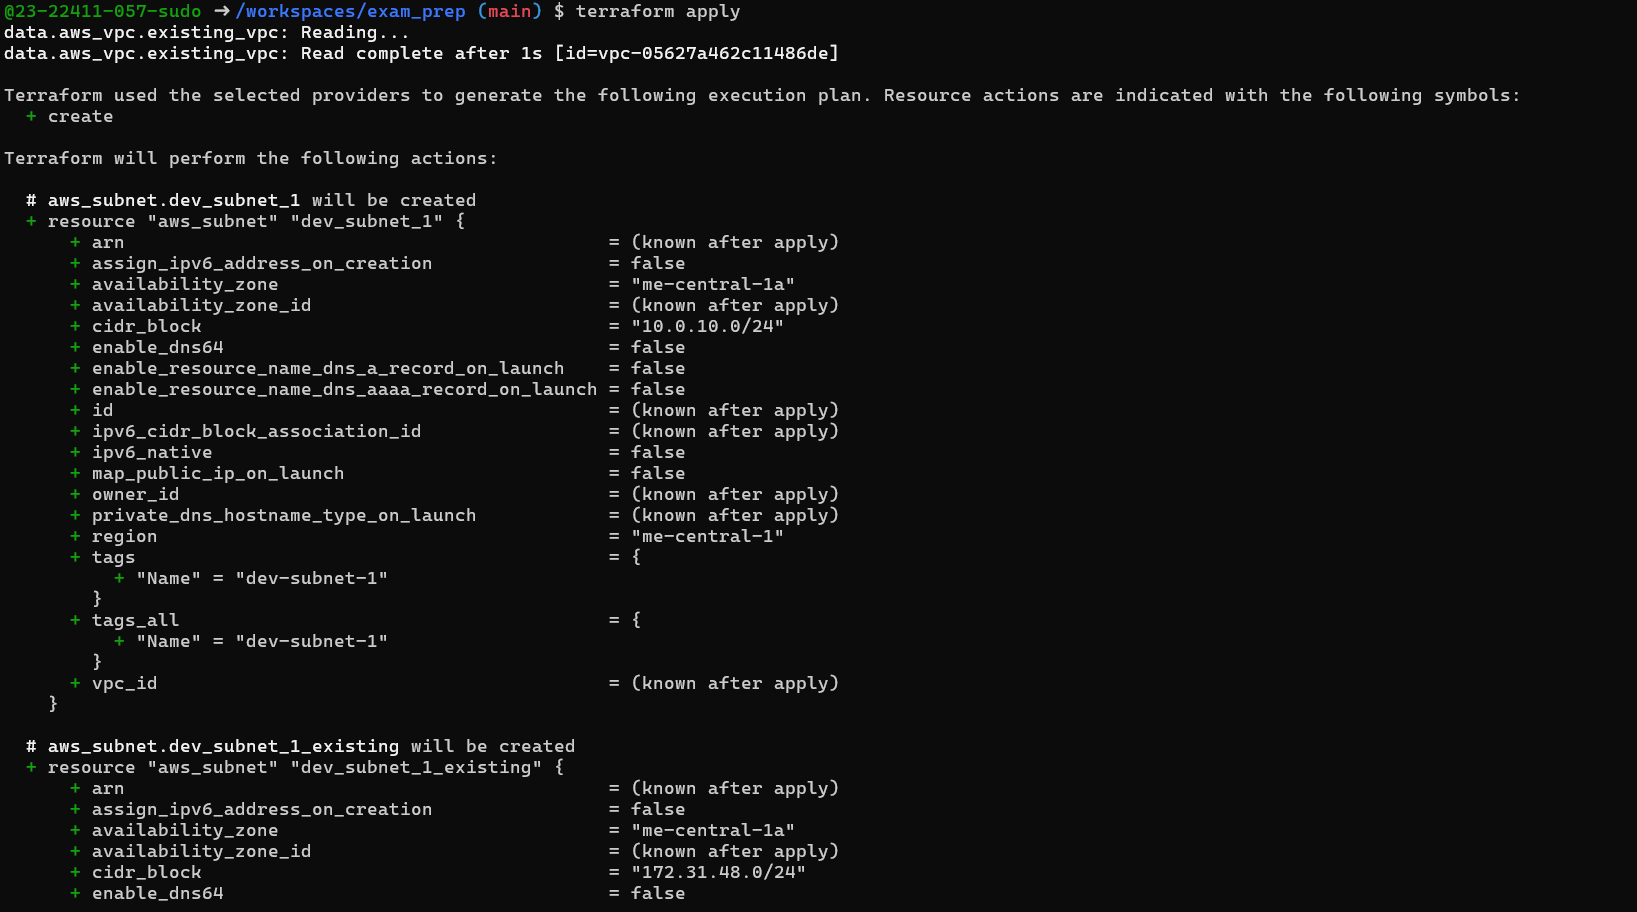 @23-22411-057-sudo → /workspaces/exam_prep (main) $ terraform apply
data.aws_vpc.existing_vpc: Reading...
data.aws_vpc.existing_vpc: Read complete after 1s [id=vpc-05627a462c11486de]

Terraform used the selected providers to generate the following execution plan. Resource actions are indicated with the following symbols:
  + create

Terraform will perform the following actions:

  # aws_subnet.dev_subnet_1 will be created
  + resource "aws_subnet" "dev_subnet_1" {
      + arn                                            = (known after apply)
      + assign_ipv6_address_on_creation                = false
      + availability_zone                              = "me-central-1a"
      + availability_zone_id                           = (known after apply)
      + cidr_block                                     = "10.0.10.0/24"
      + enable_dns64                                   = false
      + enable_resource_name_dns_a_record_on_launch    = false
      + enable_resource_name_dns_aaaa_record_on_launch = false
      + id                                             = (known after apply)
      + ipv6_cidr_block_association_id                 = (known after apply)
      + ipv6_native                                    = false
      + map_public_ip_on_launch                        = false
      + owner_id                                       = (known after apply)
      + private_dns_hostname_type_on_launch            = (known after apply)
      + region                                         = "me-central-1"
      + tags                                           = {
          + "Name" = "dev-subnet-1"
        }
      + tags_all                                       = {
          + "Name" = "dev-subnet-1"
        }
      + vpc_id                                         = (known after apply)
    }

  # aws_subnet.dev_subnet_1_existing will be created
  + resource "aws_subnet" "dev_subnet_1_existing" {
      + arn                                            = (known after apply)
      + assign_ipv6_address_on_creation                = false
      + availability_zone                              = "me-central-1a"
      + availability_zone_id                           = (known after apply)
      + cidr_block                                     = "172.31.48.0/24"
      + enable_dns64                                   = false